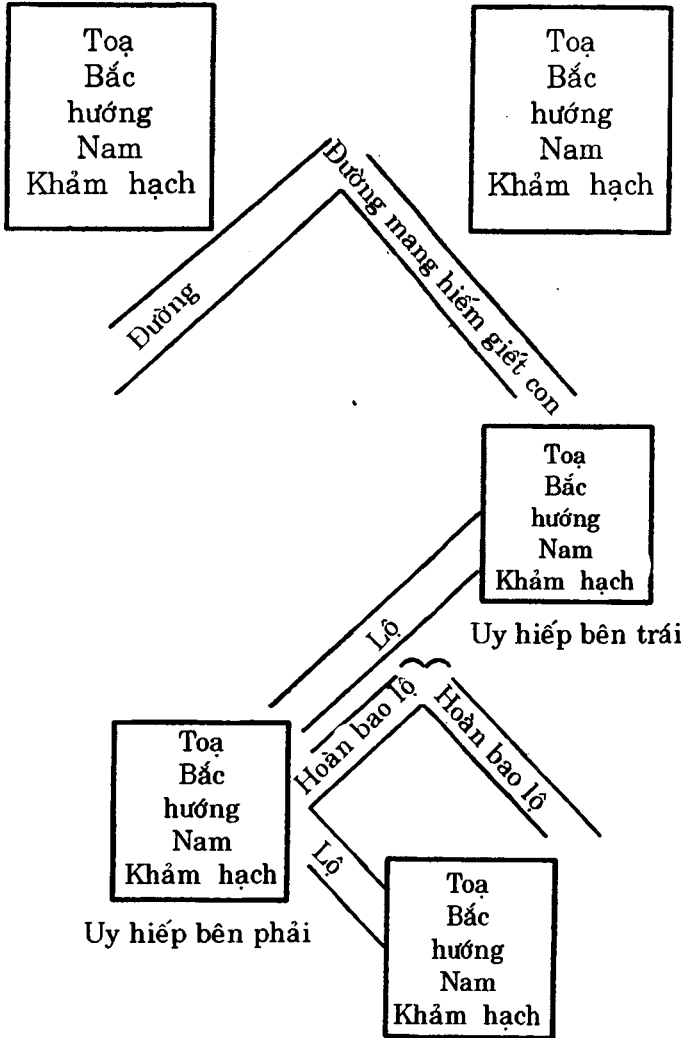 Toạ
Bắc
hướng
Nam
Khảm hạch
Toạ
Bắc
hướng
Nam
Khảm hạch
Đường
Đường mang hiếm giết con
Toạ
Bắc
hướng
Nam
Khảm hạch
Uy hiếp bên trái
Lộ
Hoàn bao lộ
Hoàn bao lộ
Toạ
Bắc
hướng
Nam
Khảm hạch
Uy hiếp bên phải
Lộ
Toạ
Bắc
hướng
Nam
Khảm hạch